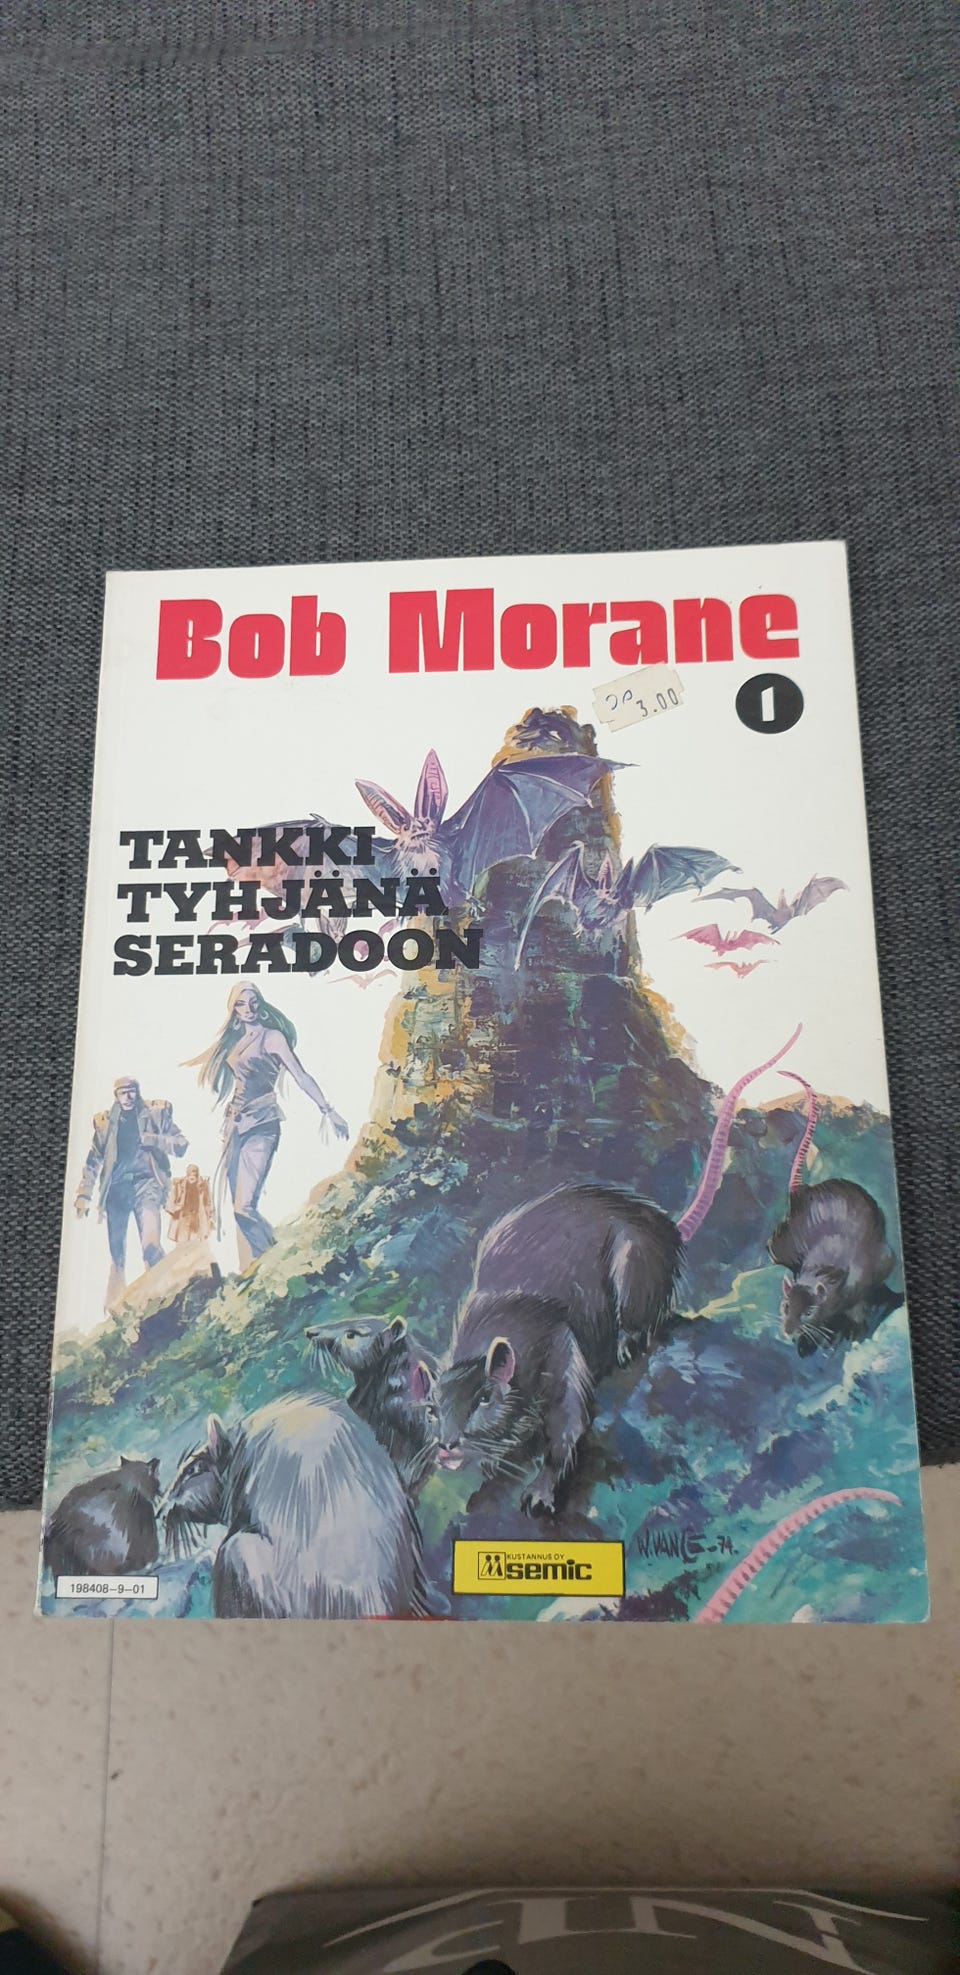 Bob Morane
3.00
1
TANKKI
TYHJÄNÄ
SERADOON
W.VANCE-74.
KUSTANNUS OY
semic
198408-9-01